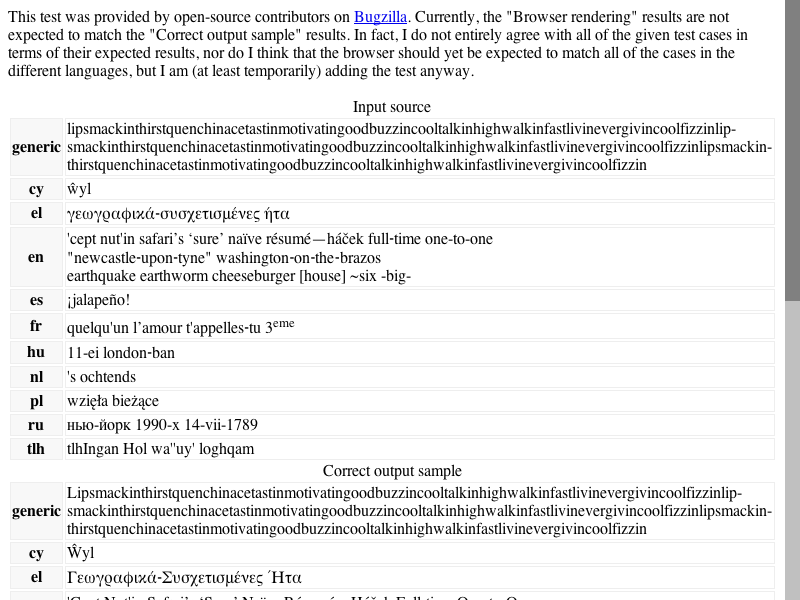 This test was provided by open-source contributors on Bugzilla. Currently, the "Browser rendering" results are not
expected to match the "Correct output sample" results. In fact, I do not entirely agree with all of the given test cases in
terms of their expected results, nor do I think that the browser should yet be expected to match all of the cases in the
different languages, but I am (at least temporarily) adding the test anyway.
Input source
generic lipsmackinthirstquenchinacetastinmotivatingoodbuzzincooltalkinhighwalkinfastlivinevergivincoolfizzinlip-
smackinthirstquenchinacetastinmotivatingoodbuzzincooltalkinhighwalkinfastlivinevergivincoolfizzinlipsmackin-
thirstquenchinacetastinmotivatingoodbuzzincooltalkinhighwalkinfastlivinevergivincoolfizzin
cy ŵyl
el γεωγραφικά-συσχετισμένες ήτα
en 'cept nut'in safari’s ‘sure’ naïve résumé—háček full-time one-to-one
"newcastle-upon-tyne" washington-on-the-brazos
earthquake earthworm cheeseburger [house] ~six -big-
es ¡jalapeño!
fr quelqu'un l’amour t'appelles-tu 3eme
hu 11-ei london-ban
nl 's ochtends
pl wzięła bieżące
ru нью-йорк 1990-х 14-vii-1789
tlh tlhIngan Hol wa''uy' loghqam
Correct output sample
generic Lipsmackinthirstquenchinacetastinmotivatingoodbuzzincooltalkinhighwalkinfastlivinevergivincoolfizzinlip-
smackinthirstquenchinacetastinmotivatingoodbuzzincooltalkinhighwalkinfastlivinevergivincoolfizzinlipsmackin-
thirstquenchinacetastinmotivatingoodbuzzincooltalkinhighwalkinfastlivinevergivincoolfizzin
cy Ŵyl
el Γεωγραφικά-Συσχετισμένες Ήτα